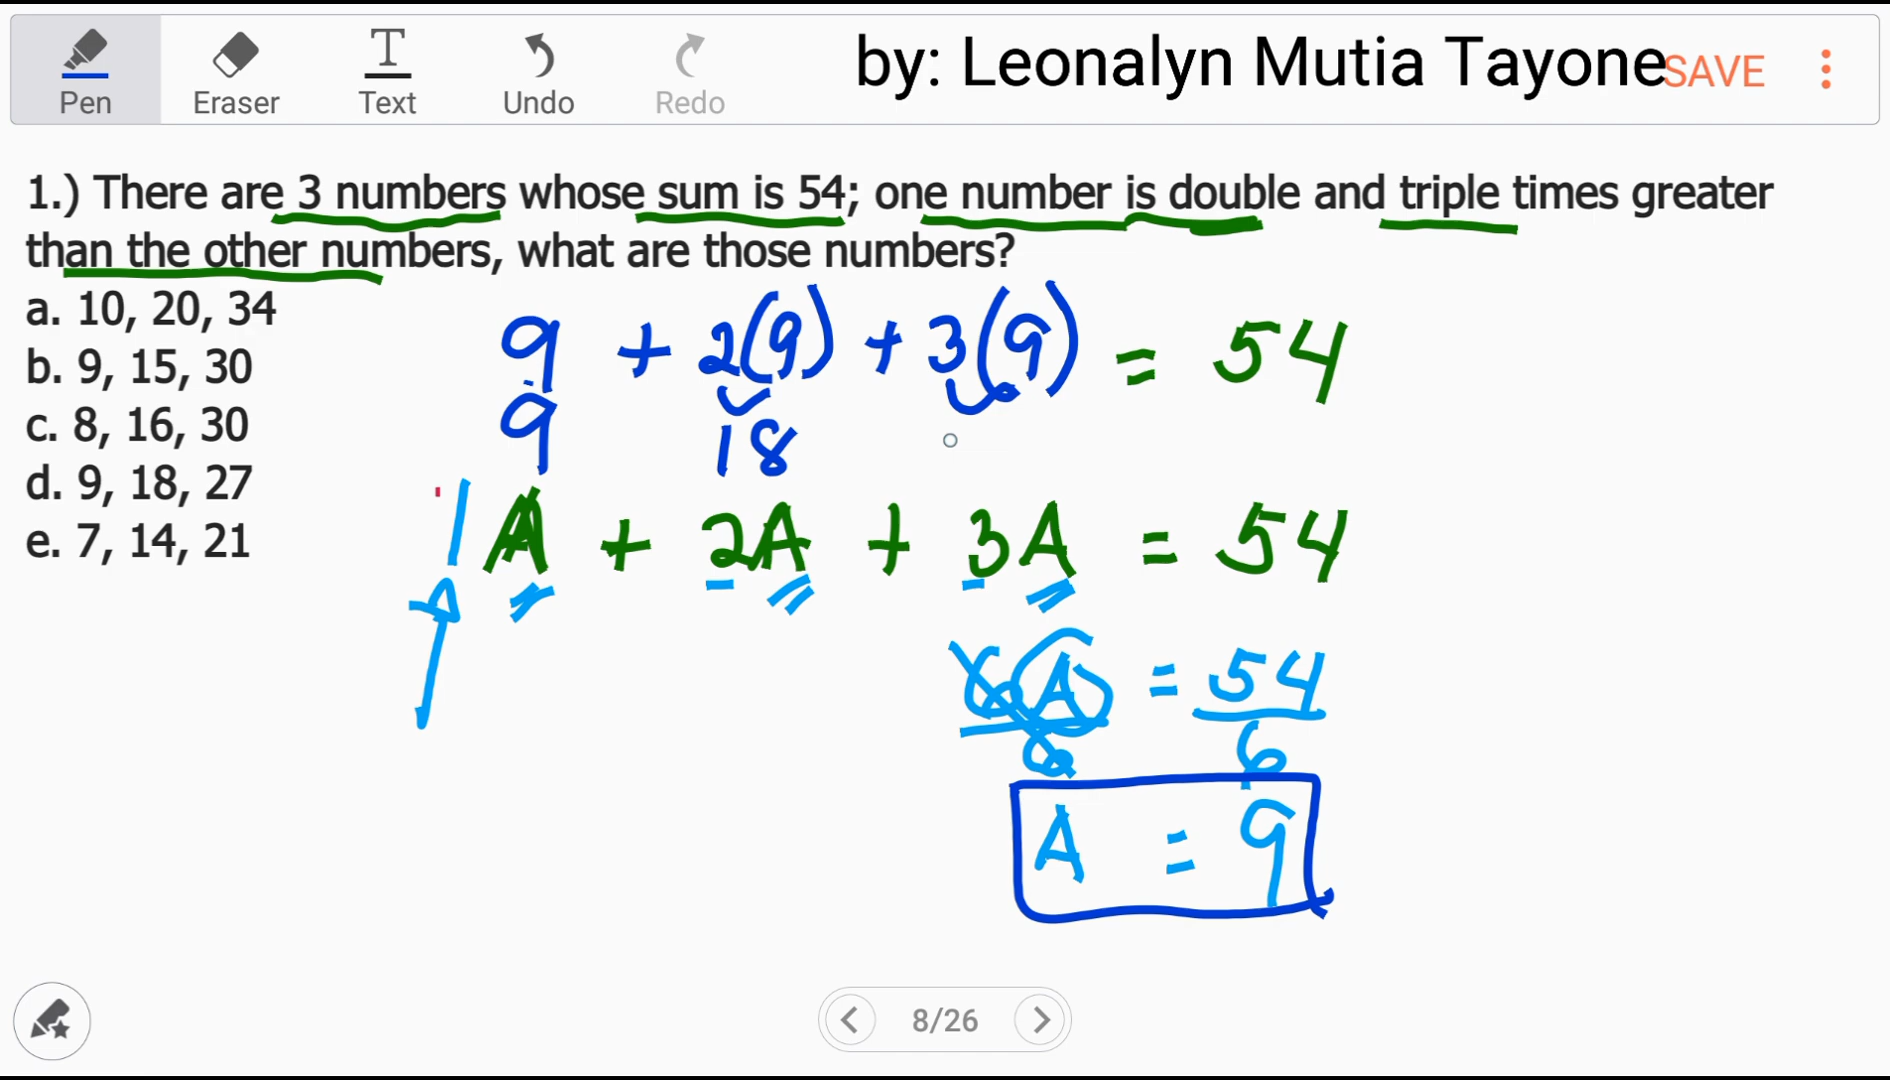 Pen
Eraser
Text
Undo
Redo
by: Leonalyn Mutia Tayone
SAVE
1.) There are 3 numbers whose sum is 54; one number is double and triple times greater
than the other numbers, what are those numbers?
a. 10, 20, 34
b. 9, 15, 30
c. 8, 16, 30
d. 9, 18, 27
e. 7, 14, 21
9 + 2(9) + 3(9) = 54
9 18
1A + 2A + 3A = 54
6(A) = 54
6 6
A = 9
8/26